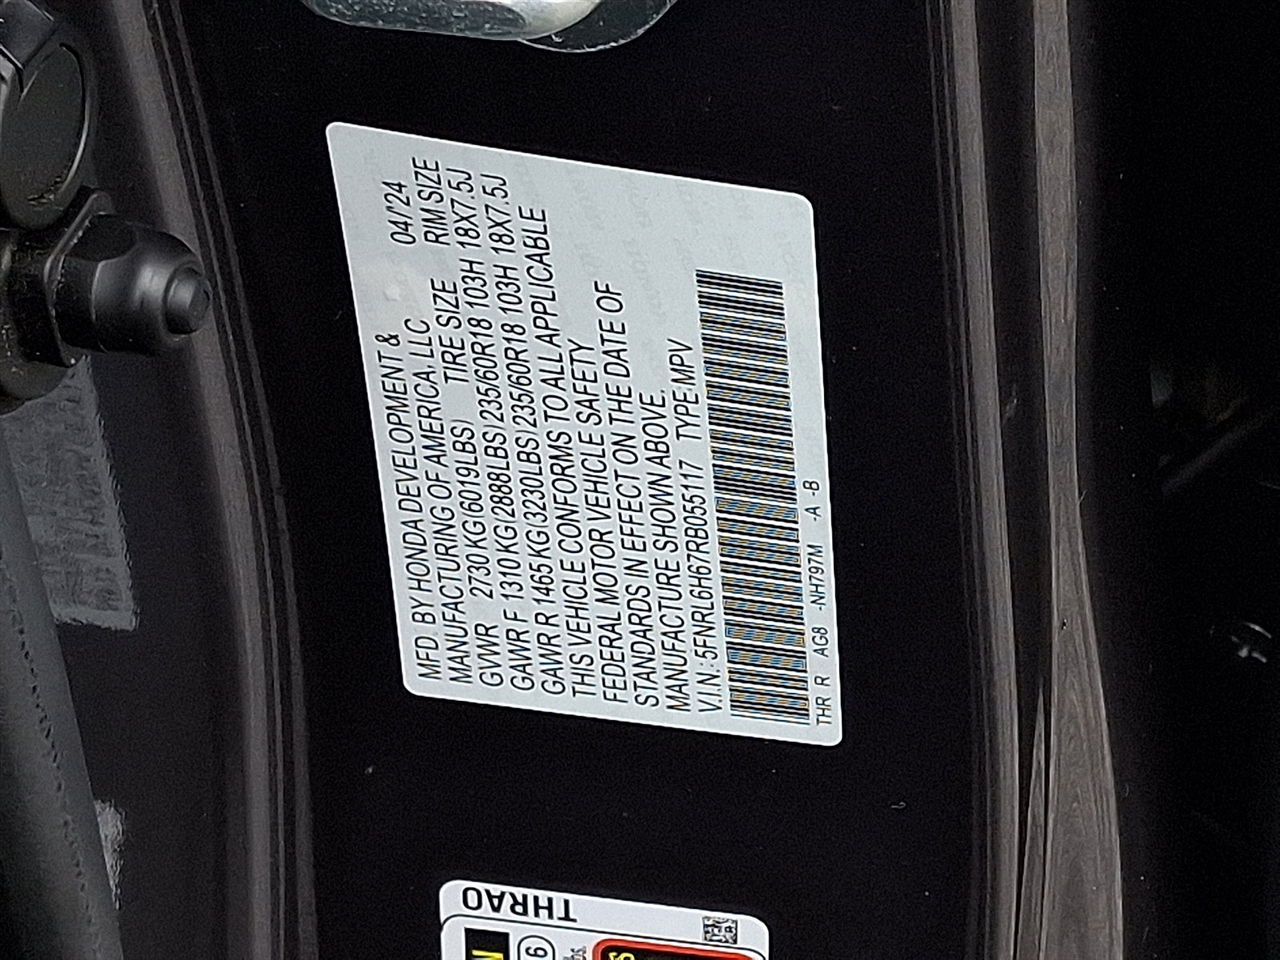 MFD. BY HONDA DEVELOPMENT &
MANUFACTURING OF AMERICA, LLC 04/24
GVWR 2730 KG(6019LBS) TIRE SIZE RIM SIZE
GAWR F 1310 KG(2888LBS) 235/60R18 103H 18X7.5J
GAWR R 1465 KG(3230LBS) 235/60R18 103H 18X7.5J
THIS VEHICLE CONFORMS TO ALL APPLICABLE
FEDERAL MOTOR VEHICLE SAFETY
STANDARDS IN EFFECT ON THE DATE OF
MANUFACTURE SHOWN ABOVE.
V.I.N.: 5FNRL6H67RB055117 TYPE:MPV
THR R AG8 -NH797M -A -B
THRAO
6
lbs.